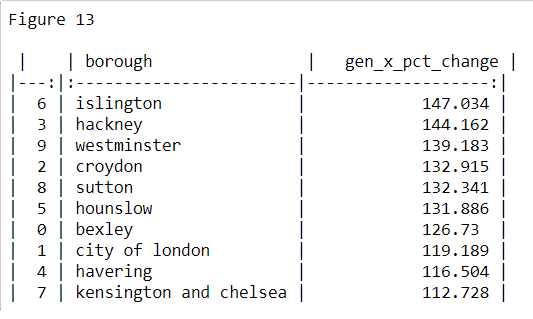 Figure 13
|    | borough                |   gen_x_pct_change |
|---:|:-----------------------|-------------------:|
|  6 | islington              |            147.034 |
|  3 | hackney                |            144.162 |
|  9 | westminster            |            139.183 |
|  2 | croydon                |            132.915 |
|  8 | sutton                 |            132.341 |
|  5 | hounslow               |            131.886 |
|  0 | bexley                 |            126.73  |
|  1 | city of london         |            119.189 |
|  4 | havering               |            116.504 |
|  7 | kensington and chelsea |            112.728 |